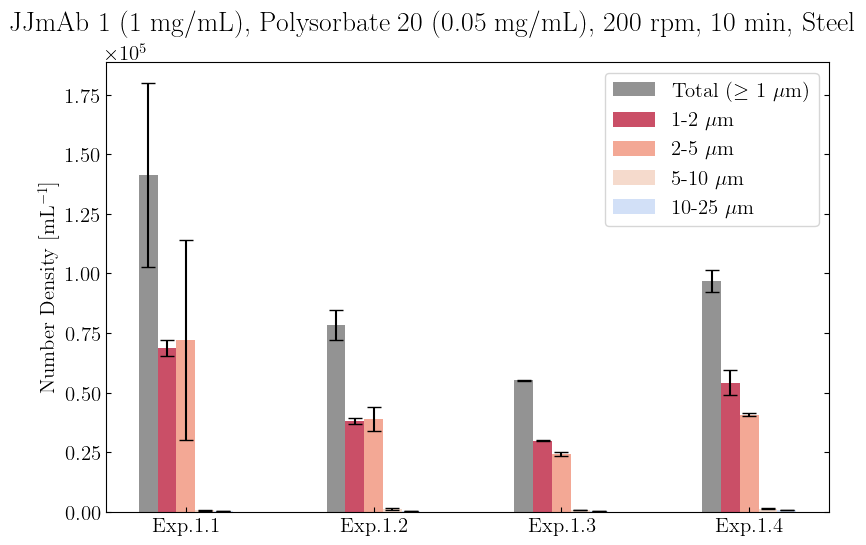 JJmAb 1 (1 mg/mL), Polysorbate 20 (0.05 mg/mL), 200 rpm, 10 min, Steel
×10⁵
1.75
1.50
1.25
1.00
0.75
0.50
0.25
0.00
Number Density [mL⁻¹]
Total (≥ 1 μm)
1-2 μm
2-5 μm
5-10 μm
10-25 μm
Exp.1.1 Exp.1.2 Exp.1.3 Exp.1.4